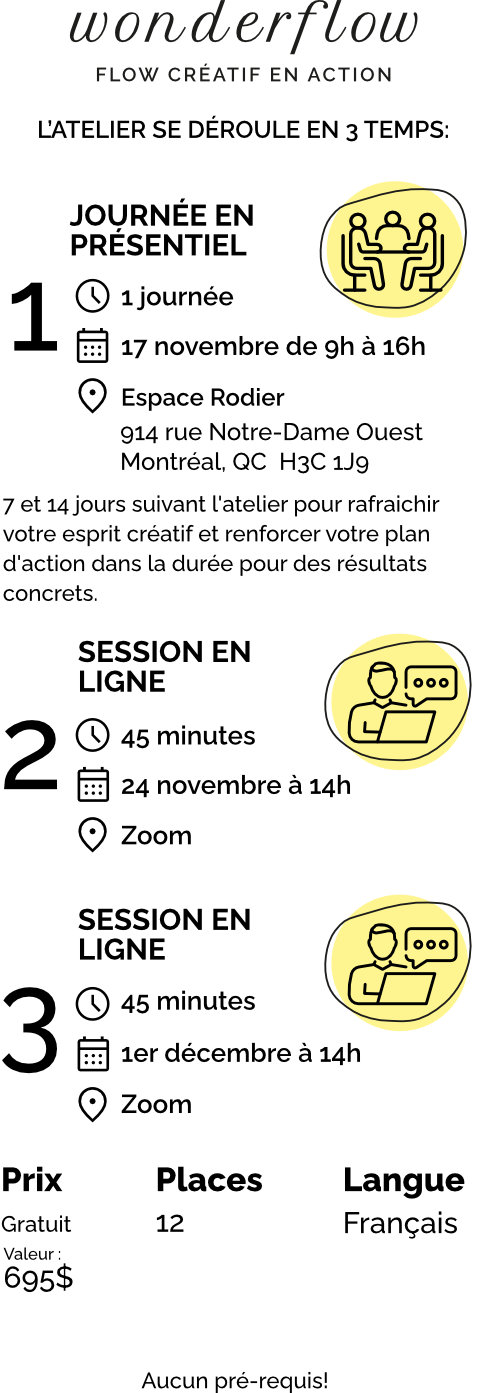 wonderflow
FLOW CRÉATIF EN ACTION
L'ATELIER SE DÉROULE EN 3 TEMPS:
JOURNÉE EN
PRÉSENTIEL
1
1 journée
17 novembre de 9h à 16h
Espace Rodier
914 rue Notre-Dame Ouest
Montréal, QC H3C 1J9
7 et 14 jours suivant l'atelier pour rafraichir
votre esprit créatif et renforcer votre plan
d'action dans la durée pour des résultats
concrets.
SESSION EN
LIGNE
2
45 minutes
24 novembre à 14h
Zoom
SESSION EN
LIGNE
3
45 minutes
1er décembre à 14h
Zoom
Prix Places Langue
Gratuit 12 Français
Valeur :
695$
Aucun pré-requis!